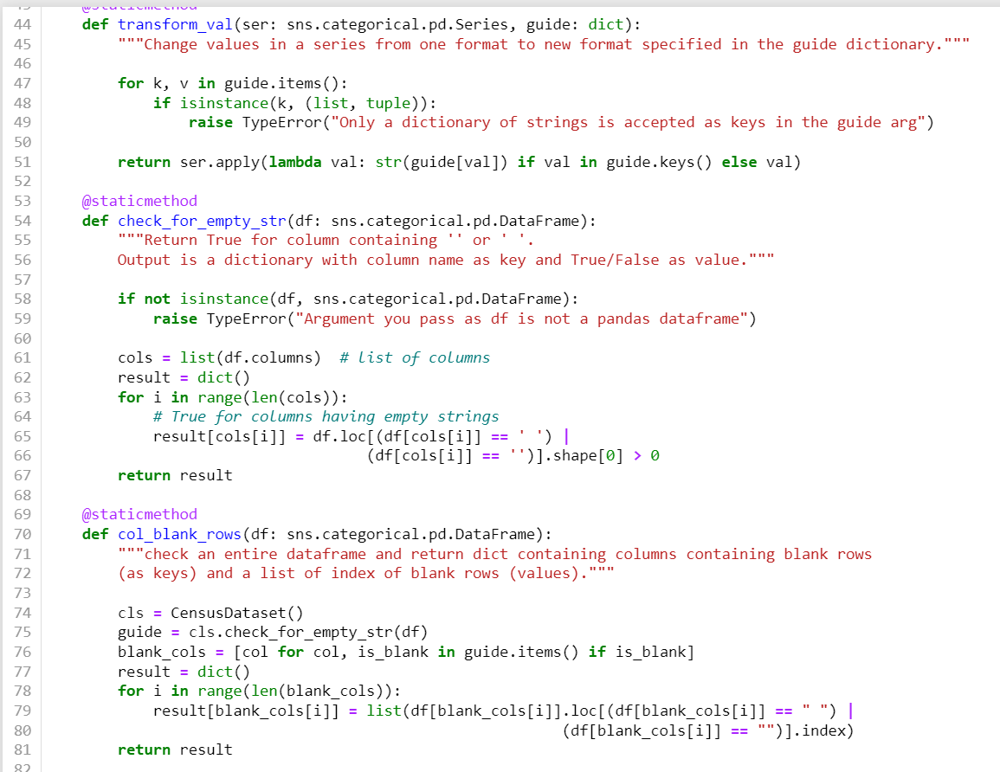 43 @staticmethod
44 def transform_val(ser: sns.categorical.pd.Series, guide: dict):
45 """Change values in a series from one format to new format specified in the guide dictionary."""
46
47 for k, v in guide.items():
48 if isinstance(k, (list, tuple)):
49 raise TypeError("Only a dictionary of strings is accepted as keys in the guide arg")
50
51 return ser.apply(lambda val: str(guide[val]) if val in guide.keys() else val)
52
53 @staticmethod
54 def check_for_empty_str(df: sns.categorical.pd.DataFrame):
55 """Return True for column containing '' or ' '.
56 Output is a dictionary with column name as key and True/False as value."""
57
58 if not isinstance(df, sns.categorical.pd.DataFrame):
59 raise TypeError("Argument you pass as df is not a pandas dataframe")
60
61 cols = list(df.columns)  # list of columns
62 result = dict()
63 for i in range(len(cols)):
64 # True for columns having empty strings
65 result[cols[i]] = df.loc[(df[cols[i]] == ' ') |
66 (df[cols[i]] == '')].shape[0] > 0
67 return result
68
69 @staticmethod
70 def col_blank_rows(df: sns.categorical.pd.DataFrame):
71 """check an entire dataframe and return dict containing columns containing blank rows
72 (as keys) and a list of index of blank rows (values)."""
73
74 cls = CensusDataset()
75 guide = cls.check_for_empty_str(df)
76 blank_cols = [col for col, is_blank in guide.items() if is_blank]
77 result = dict()
78 for i in range(len(blank_cols)):
79 result[blank_cols[i]] = list(df[blank_cols[i]].loc[(df[blank_cols[i]] == " ") |
80 (df[blank_cols[i]] == "")].index)
81 return result
82